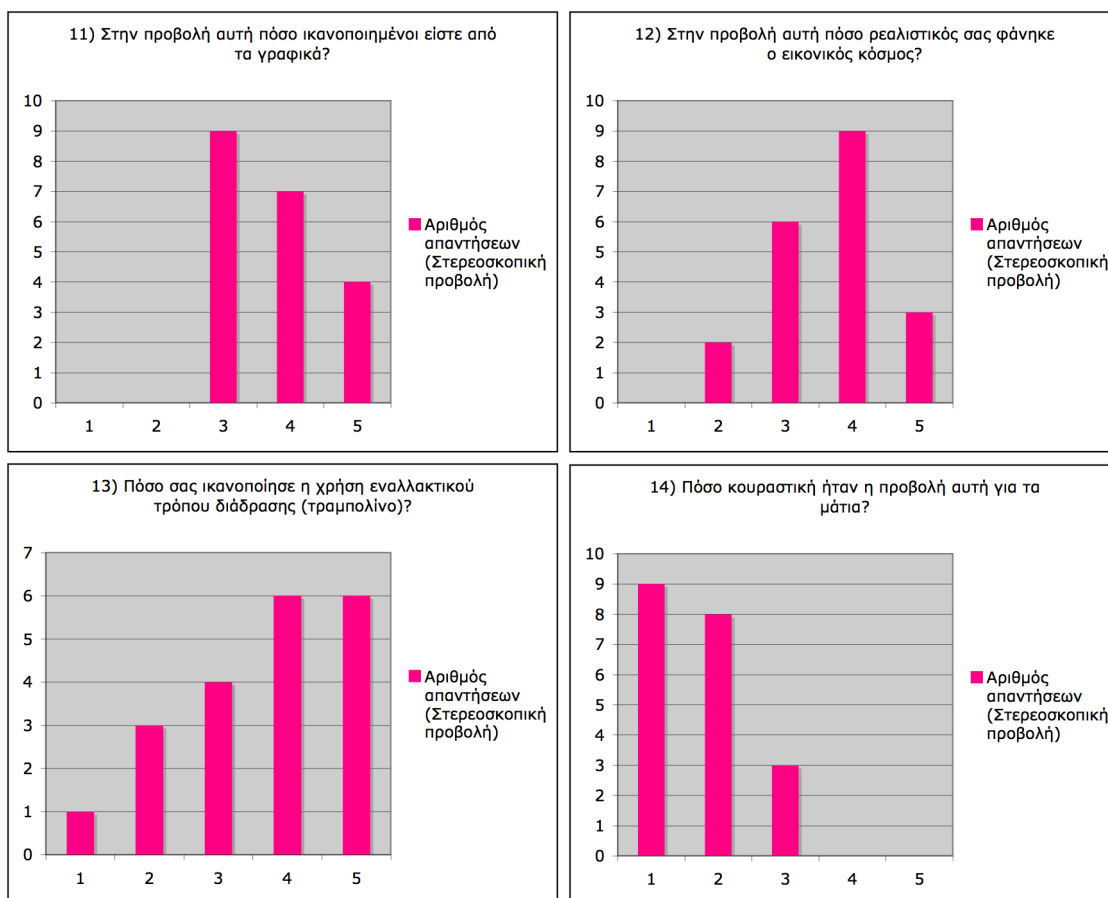 11) Στην προβολή αυτή πόσο ικανοποιημένοι είστε από
τα γραφικά?
10
9
8
7
6
5
4
3
2
1
0
1 2 3 4 5
Αριθμός
απαντήσεων
(Στερεοσκοπική
προβολή)
12) Στην προβολή αυτή πόσο ρεαλιστικός σας φάνηκε
ο εικονικός κόσμος?
10
9
8
7
6
5
4
3
2
1
0
1 2 3 4 5
Αριθμός
απαντήσεων
(Στερεοσκοπική
προβολή)
13) Πόσο σας ικανοποίησε η χρήση εναλλακτικού
τρόπου διάδρασης (τραμπολίνο)?
7
6
5
4
3
2
1
0
1 2 3 4 5
Αριθμός
απαντήσεων
(Στερεοσκοπική
προβολή)
14) Πόσο κουραστική ήταν η προβολή αυτή για τα
μάτια?
10
9
8
7
6
5
4
3
2
1
0
1 2 3 4 5
Αριθμός
απαντήσεων
(Στερεοσκοπική
προβολή)